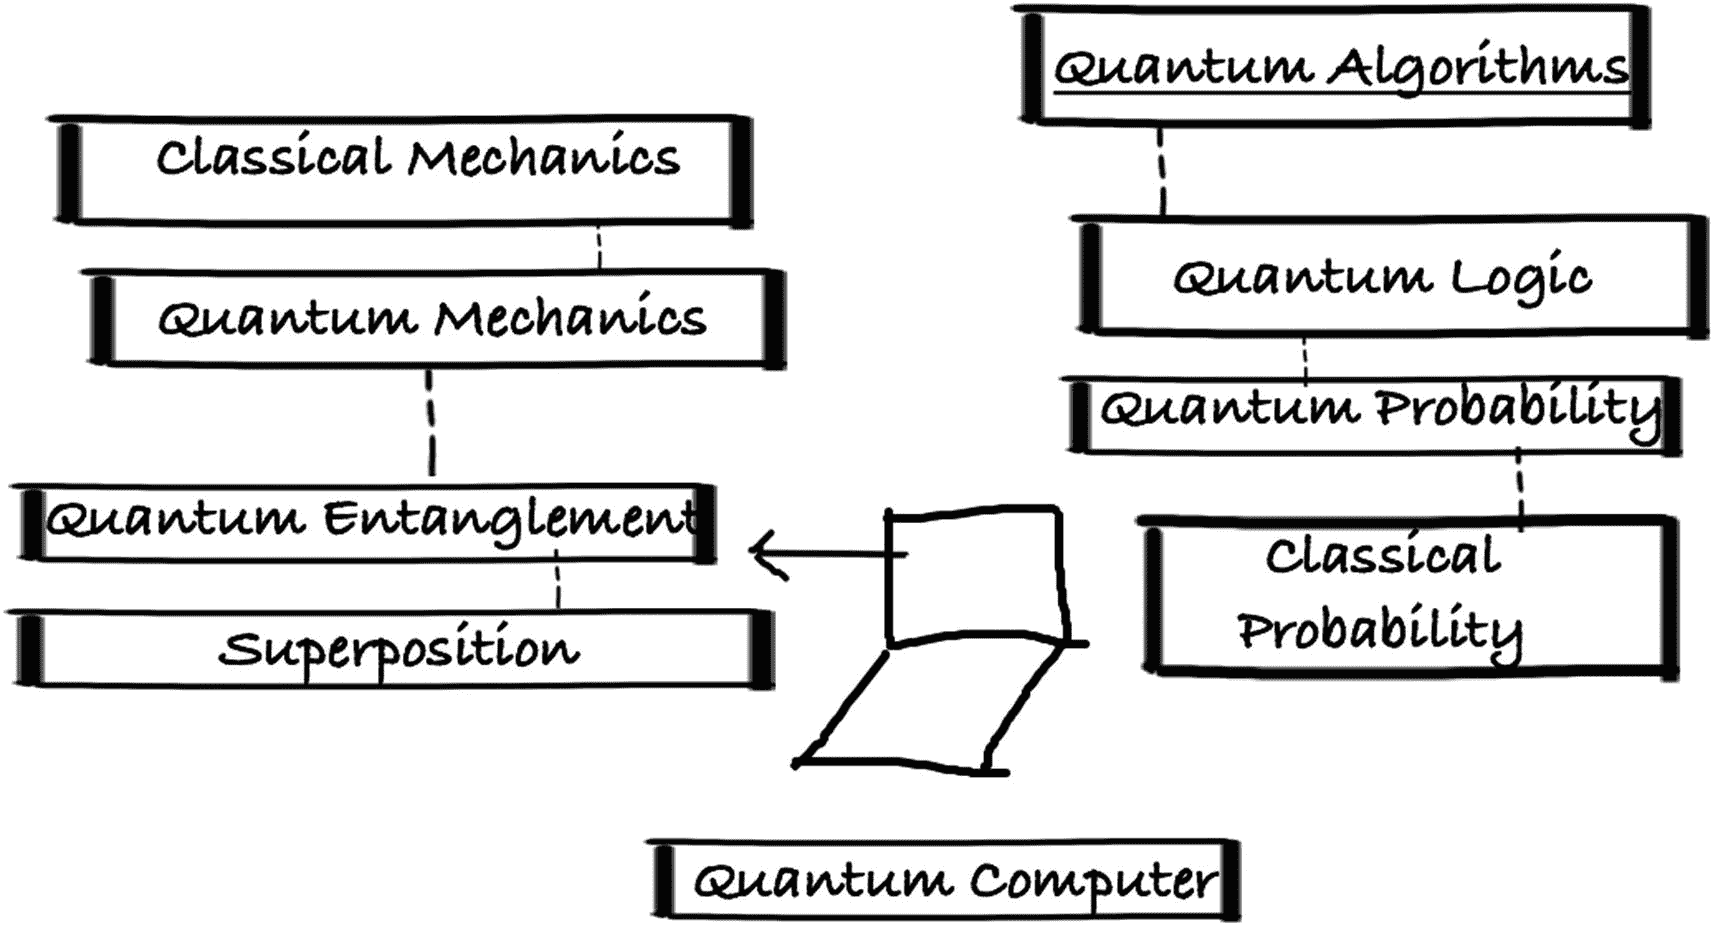 Classical Mechanics
Quantum Mechanics
Quantum Entanglement
Superposition
Quantum Algorithms
Quantum Logic
Quantum Probability
Classical
Probability
Quantum Computer